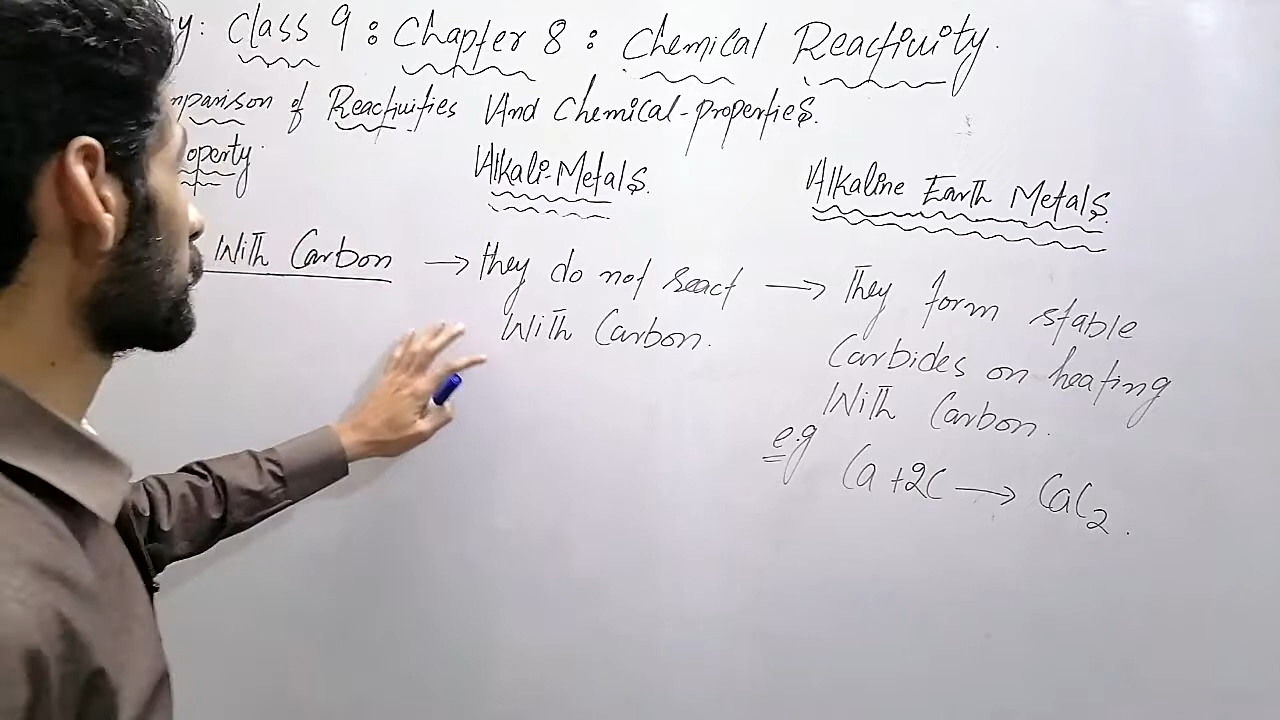 y: Class 9 : Chapter 8 : Chemical Reactivity.
mparison of Reactivities And Chemical-properties.
operty
Alkali-Metals.
Alkaline Earth Metals.
With Carbon → they do not react With Carbon.
→ They form stable
Carbides on heating
With Carbon.
e.g
Ca + 2C → CaC2.